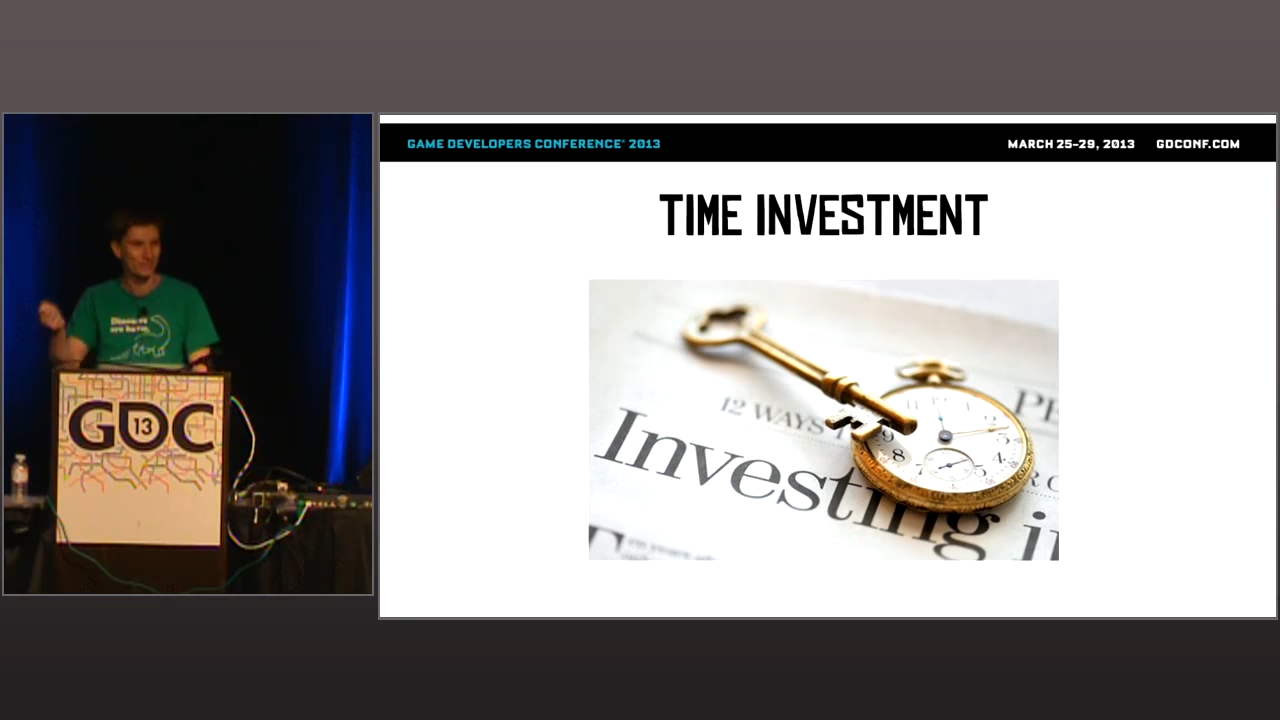 GAME DEVELOPERS CONFERENCE® 2013
MARCH 25-29, 2013 GDCONF.COM
TIME INVESTMENT
12 WAYS
Investing
GDC
13